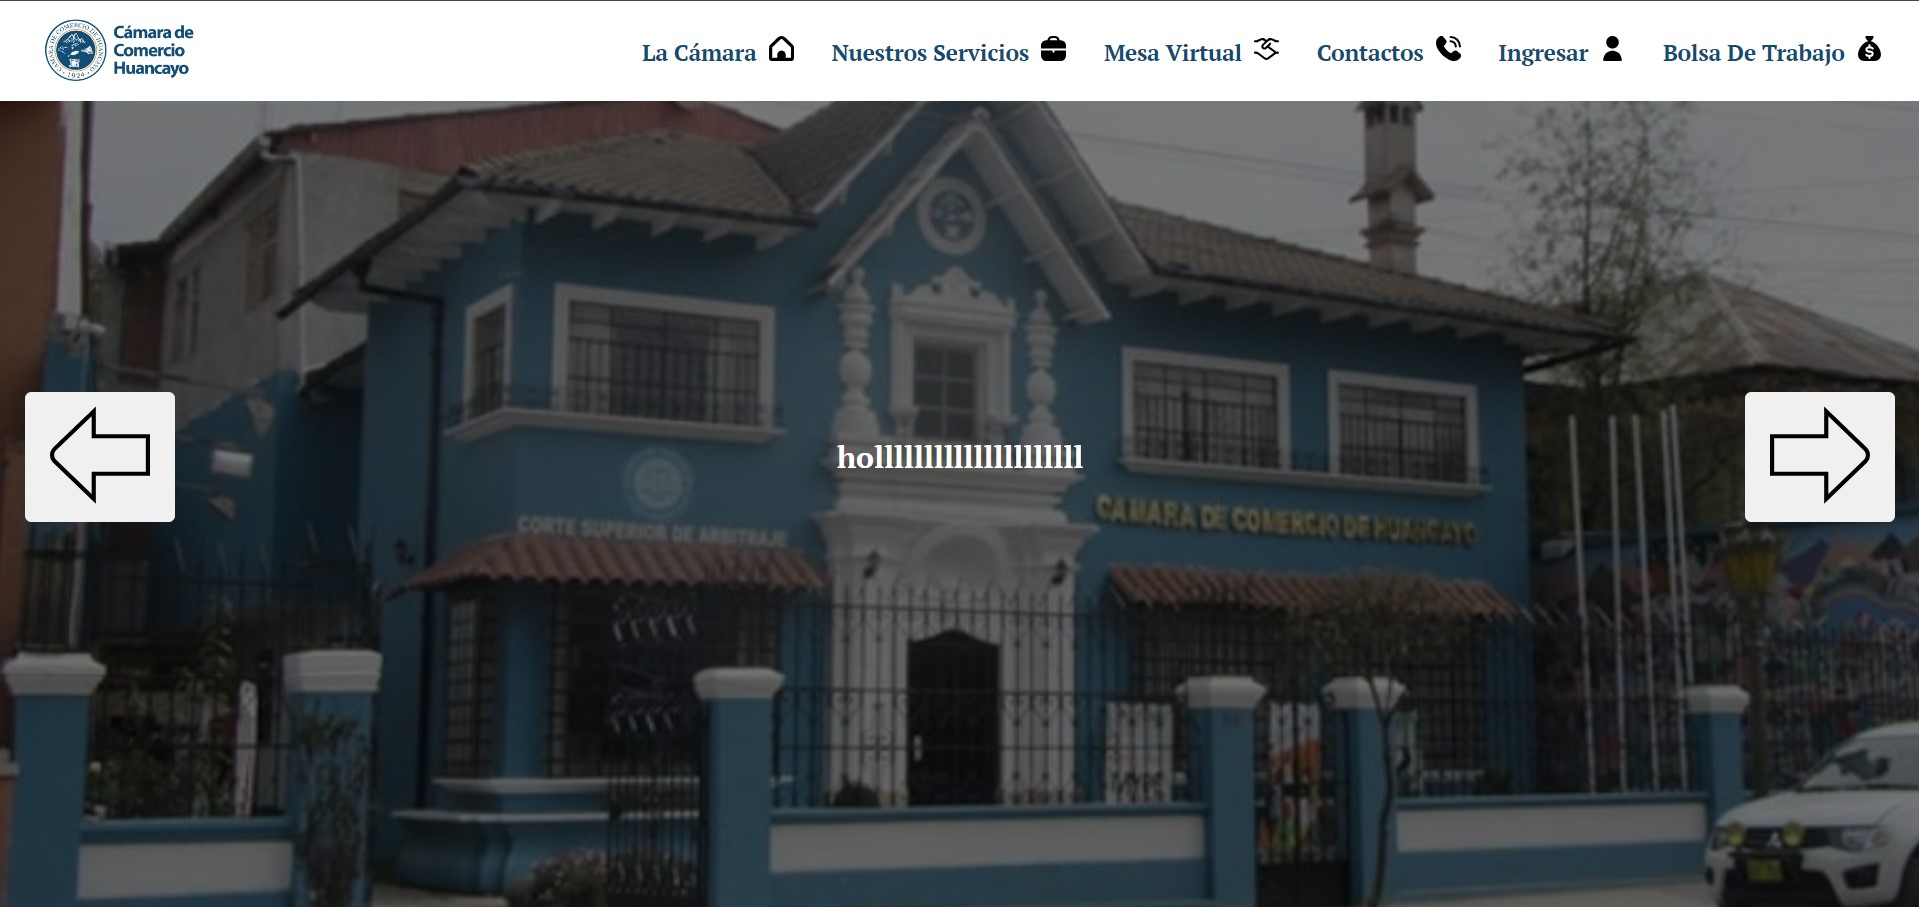 Cámara de
Comercio
Huancayo
La Cámara
Nuestros Servicios
Mesa Virtual
Contactos
Ingresar
Bolsa De Trabajo
hollllllllllllllllllllll
CORTE SUPERIOR DE ARBITRAJE
CAMARA DE COMERCIO DE HUANCAYO